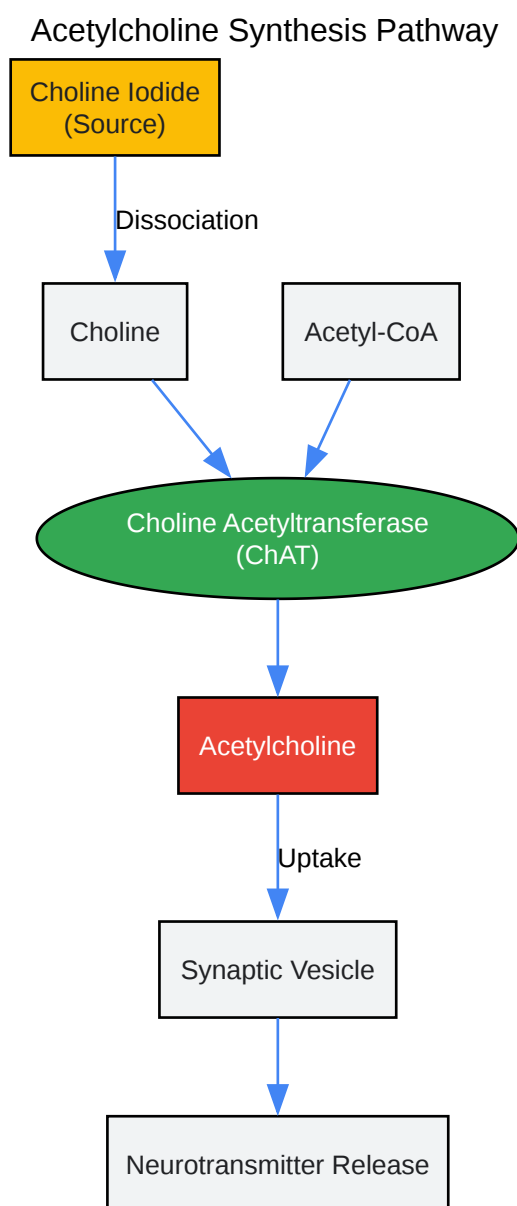 Acetylcholine Synthesis Pathway
Choline Iodide
(Source)
Dissociation
Choline
Acetyl-CoA
Choline Acetyltransferase
(ChAT)
Acetylcholine
Uptake
Synaptic Vesicle
Neurotransmitter Release